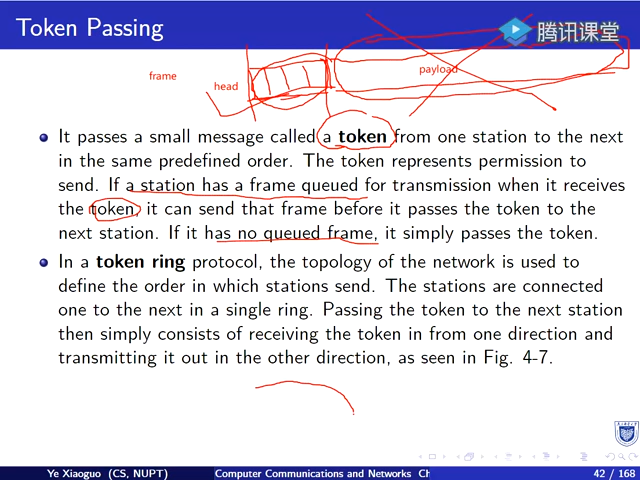 Token Passing
腾讯课堂
frame
head
payload
It passes a small message called a token from one station to the next
in the same predefined order. The token represents permission to
send. If a station has a frame queued for transmission when it receives
the token, it can send that frame before it passes the token to the
next station. If it has no queued frame, it simply passes the token.
In a token ring protocol, the topology of the network is used to
define the order in which stations send. The stations are connected
one to the next in a single ring. Passing the token to the next station
then simply consists of receiving the token in from one direction and
transmitting it out in the other direction, as seen in Fig. 4-7.
Ye Xiaoguo (CS, NUPT)
Computer Communications and Networks Ch
42 / 168